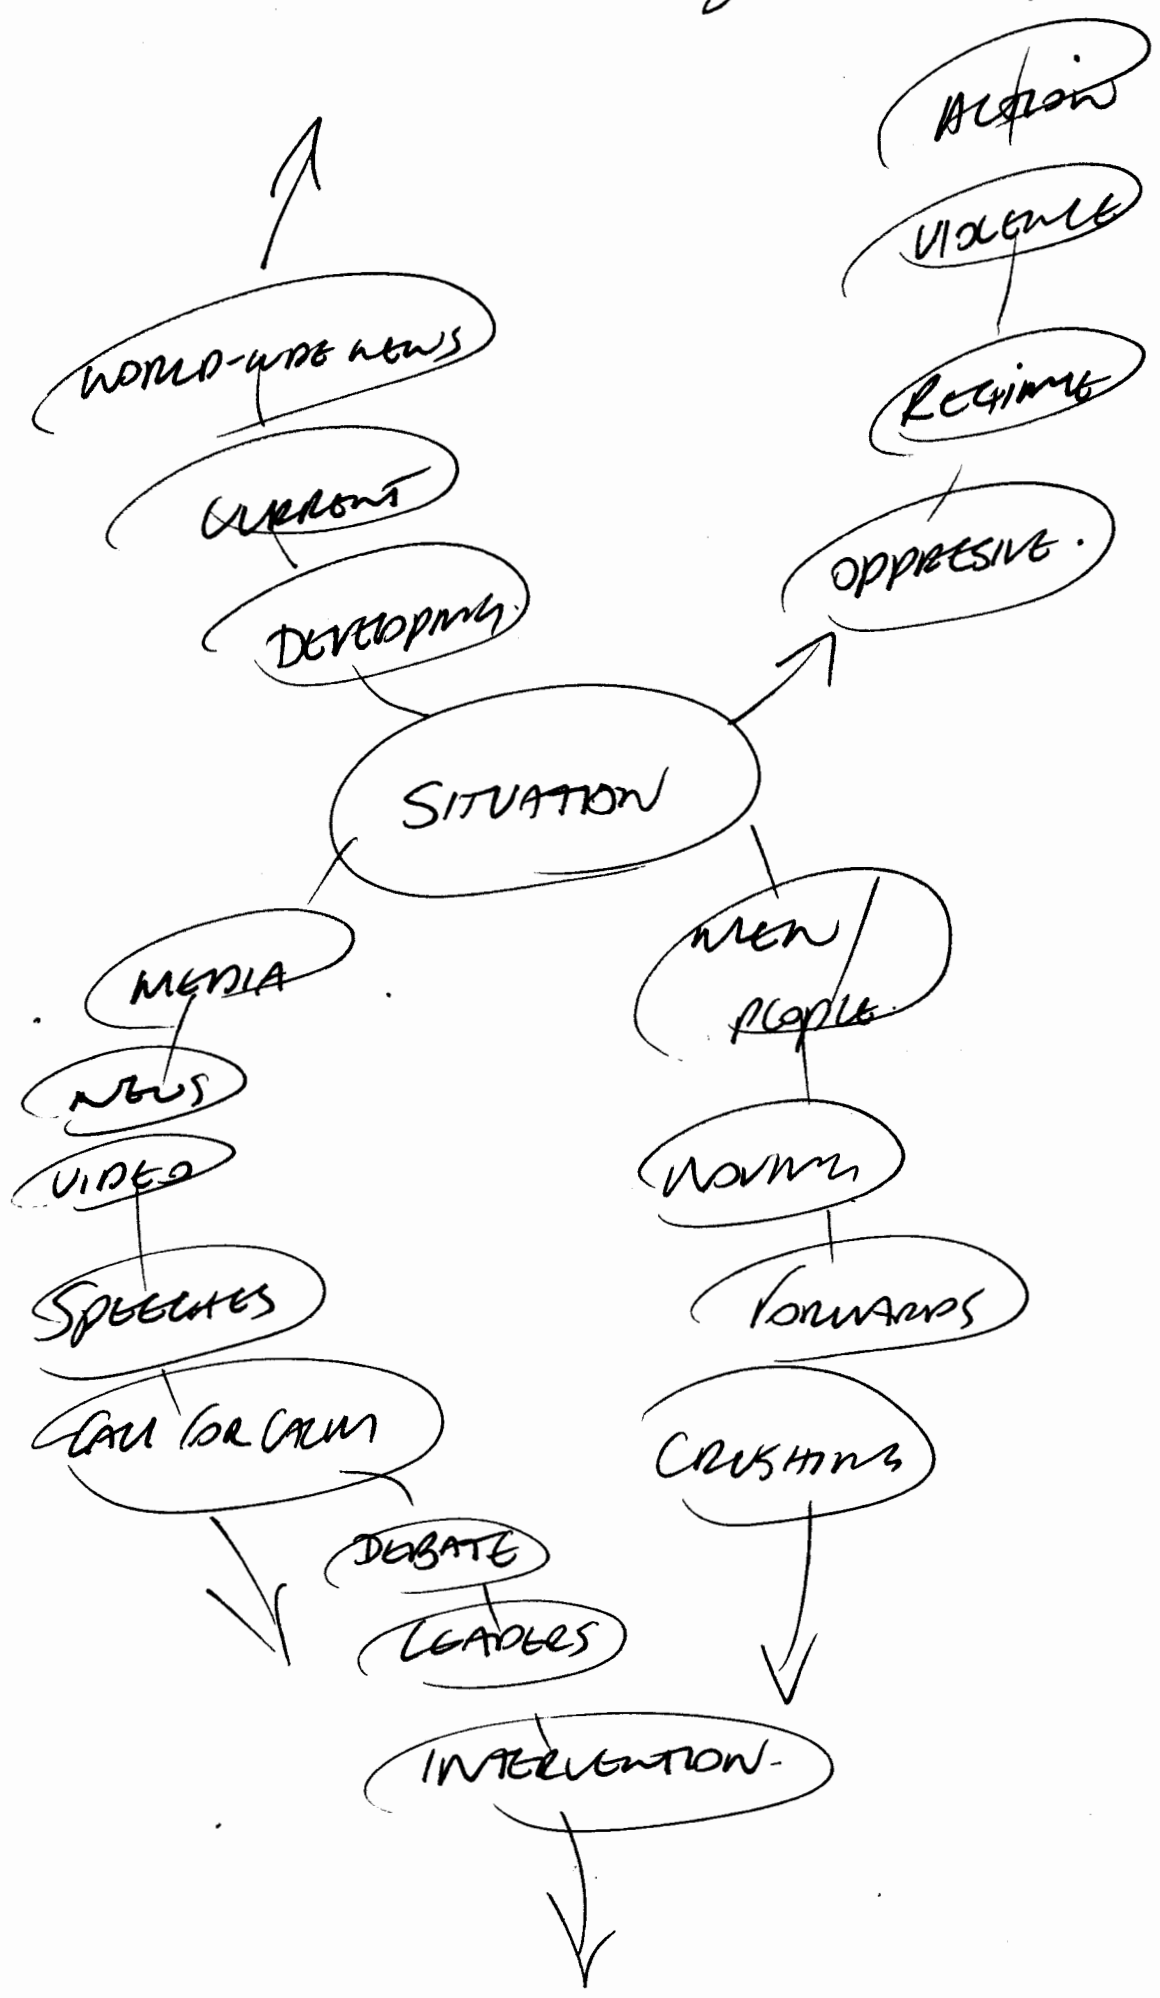 ACTION
VIOLENCE
REGIME
OPPRESIVE.
WORLD-WIDE NEWS
CURRENT
DEVELOPING.
SITUATION
MEDIA
NEWS
VIDEO
SPEECHES
CALL FOR CALM
DEBATE
LEADERS
INTERVENTION-
MEN/
PEOPLE.
MOVING
FORWARDS
CRUSHING